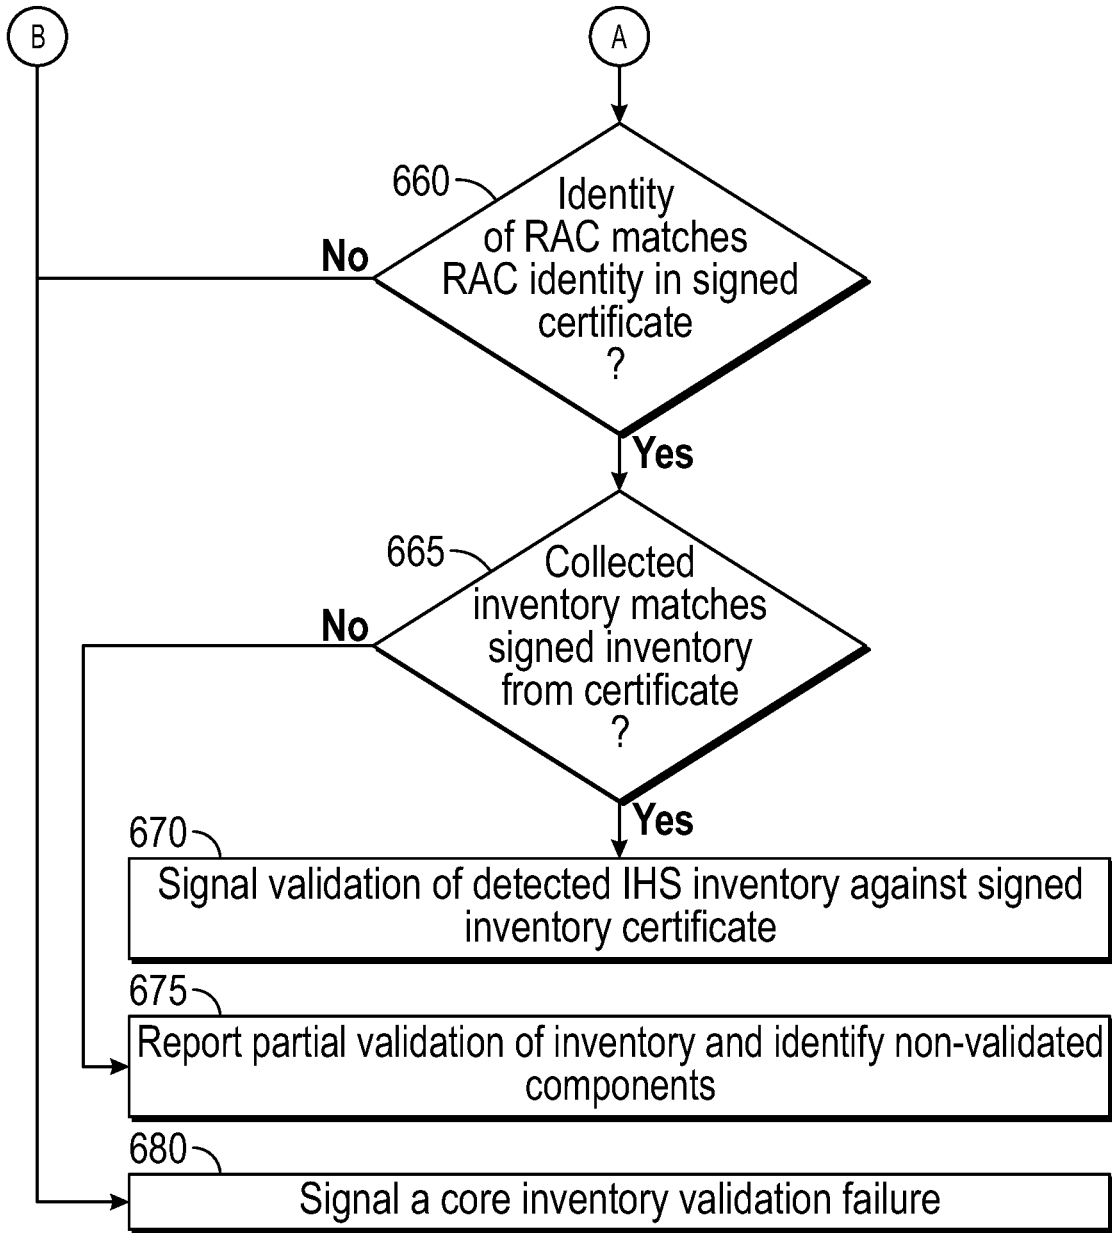 B
A
660
Identity
of RAC matches
RAC identity in signed
certificate
?
No
Yes
665
Collected
inventory matches
signed inventory
from certificate
?
No
Yes
670
Signal validation of detected IHS inventory against signed
inventory certificate
675
Report partial validation of inventory and identify non-validated
components
680
Signal a core inventory validation failure